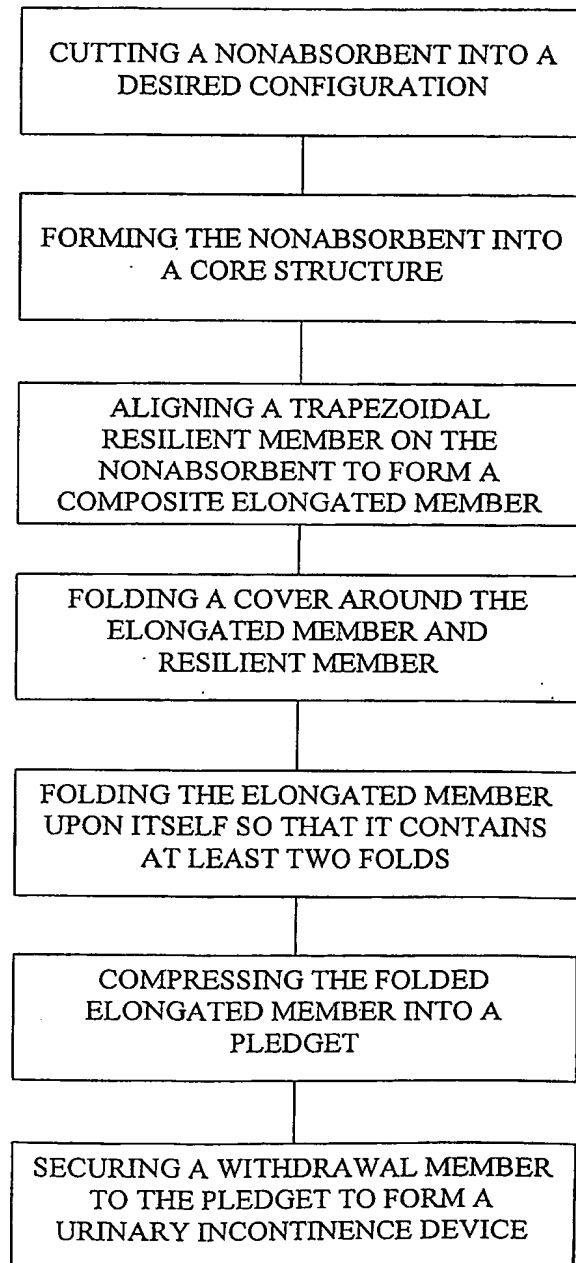 CUTTING A NONABSORBENT INTO A
DESIRED CONFIGURATION
FORMING THE NONABSORBENT INTO
A CORE STRUCTURE
ALIGNING A TRAPEZOIDAL
RESILIENT MEMBER ON THE
NONABSORBENT TO FORM A
COMPOSITE ELONGATED MEMBER
FOLDING A COVER AROUND THE
ELONGATED MEMBER AND
RESILIENT MEMBER
FOLDING THE ELONGATED MEMBER
UPON ITSELF SO THAT IT CONTAINS
AT LEAST TWO FOLDS
COMPRESSING THE FOLDED
ELONGATED MEMBER INTO A
PLEDGET
SECURING A WITHDRAWAL MEMBER
TO THE PLEDGET TO FORM A
URINARY INCONTINENCE DEVICE